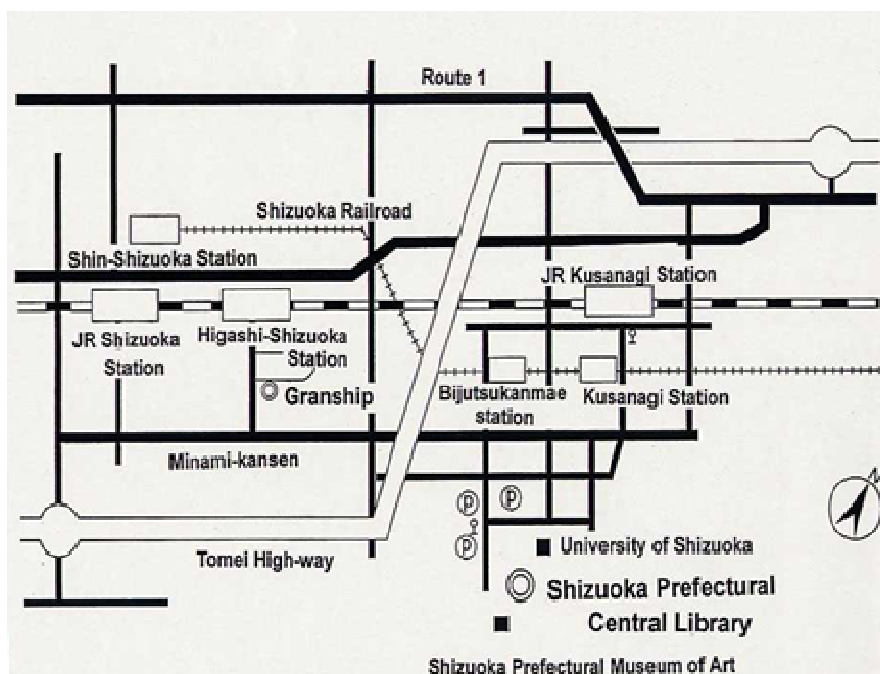 Route 1
Shizuoka Railroad
Shin-Shizuoka Station
JR Kusanagi Station
JR Shizuoka
Station
Higashi-Shizuoka
Station
Granship
Bijutsukanmae
station
Kusanagi Station
Minami-kansen
N
P
P
P
Tomei High-way
University of Shizuoka
Shizuoka Prefectural
Central Library
Shizuoka Prefectural Museum of Art